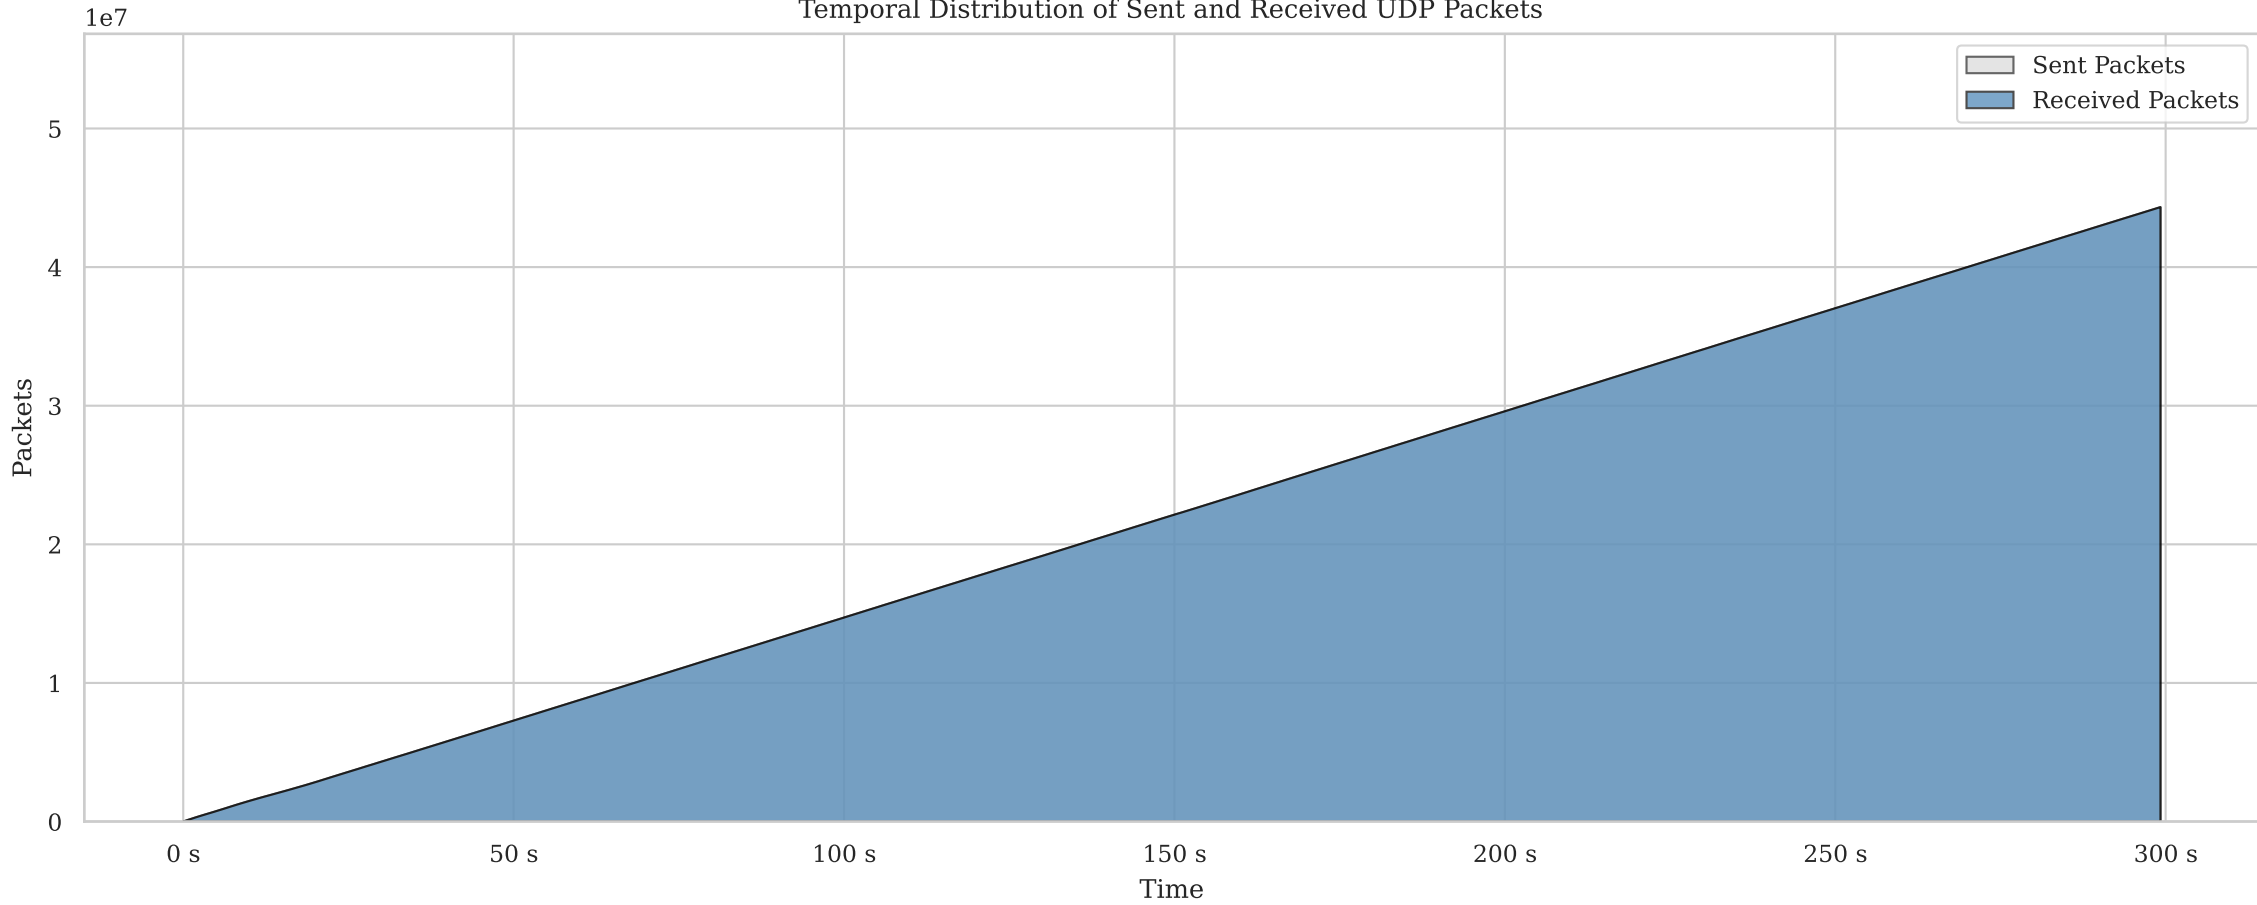 Temporal Distribution of Sent and Received UDP Packets
1e7
Sent Packets
Received Packets
5
4
3
2
1
0
Packets
0 s
50 s
100 s
150 s
200 s
250 s
300 s
Time